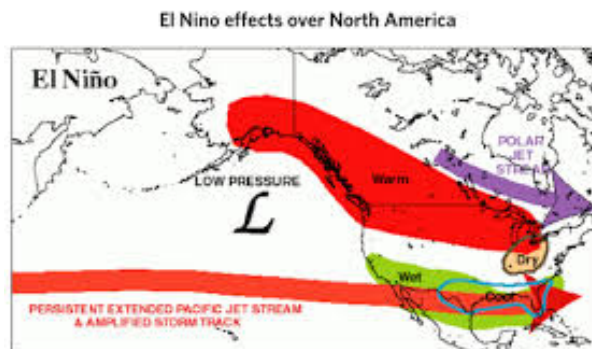 El Nino effects over North America
El Niño
POLAR
JET
STREAM
LOW PRESSURE
L
Warm
Dry
Wet
Cool
PERSISTENT EXTENDED PACIFIC JET STREAM
& AMPLIFIED STORM TRACK